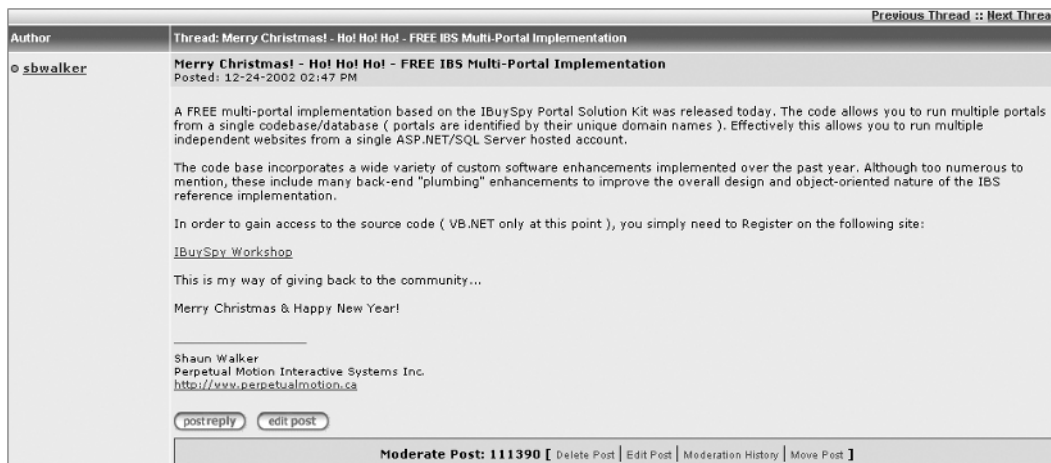 Previous Thread :: Next Threa
Author
Thread: Merry Christmas! - Ho! Ho! Ho! - FREE IBS Multi-Portal Implementation
sbwalker
Merry Christmas! - Ho! Ho! Ho! - FREE IBS Multi-Portal Implementation
Posted: 12-24-2002 02:47 PM
A FREE multi-portal implementation based on the IBuySpy Portal Solution Kit was released today. The code allows you to run multiple portals
from a single codebase/database ( portals are identified by their unique domain names ). Effectively this allows you to run multiple
independent websites from a single ASP.NET/SQL Server hosted account.
The code base incorporates a wide variety of custom software enhancements implemented over the past year. Although too numerous to
mention, these include many back-end "plumbing" enhancements to improve the overall design and object-oriented nature of the IBS
reference implementation.
In order to gain access to the source code ( VB.NET only at this point ), you simply need to Register on the following site:
IBuySpy Workshop
This is my way of giving back to the community...
Merry Christmas & Happy New Year!
Shaun Walker
Perpetual Motion Interactive Systems Inc.
http://www.perpetualmotion.ca
post reply edit post
Moderate Post: 111390 [ Delete Post | Edit Post | Moderation History | Move Post ]